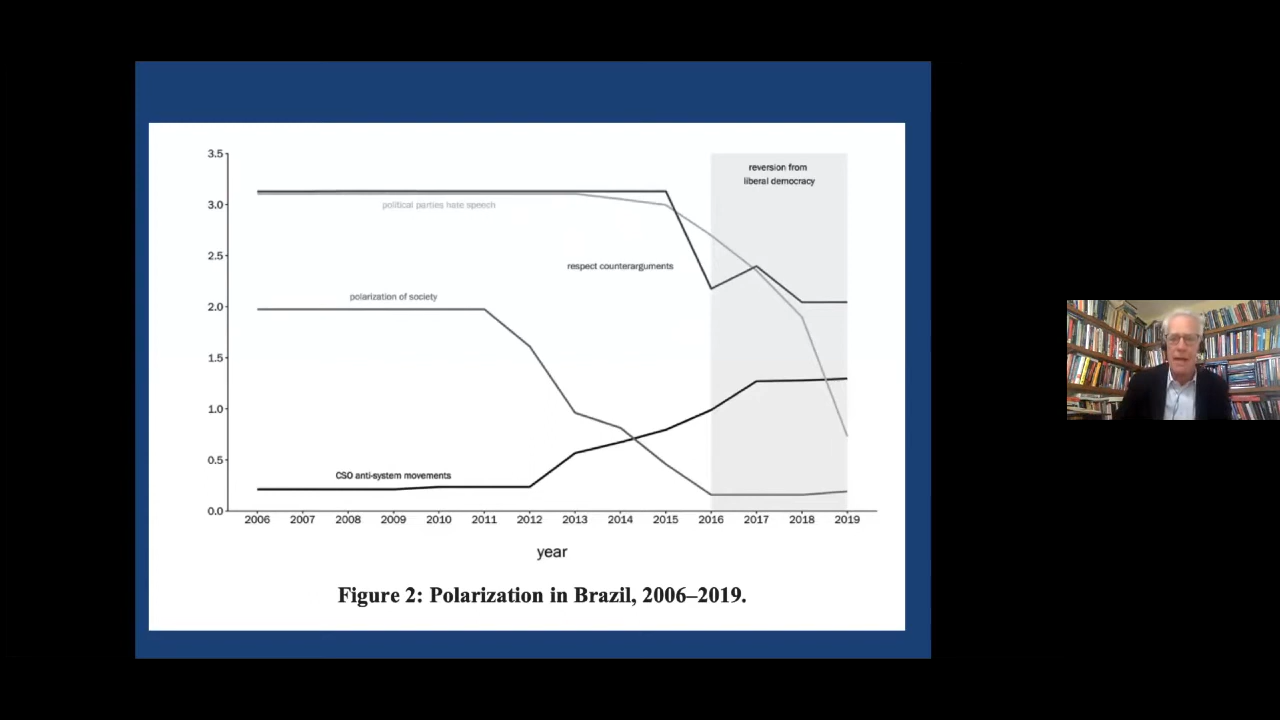 3.5
3.0
2.5
2.0
1.5
1.0
0.5
0.0
reversion from
liberal democracy
political parties hate speech
respect counterarguments
polarization of society
CSO anti-system movements
2006 2007 2008 2009 2010 2011 2012 2013 2014 2015 2016 2017 2018 2019
year
Figure 2: Polarization in Brazil, 2006–2019.